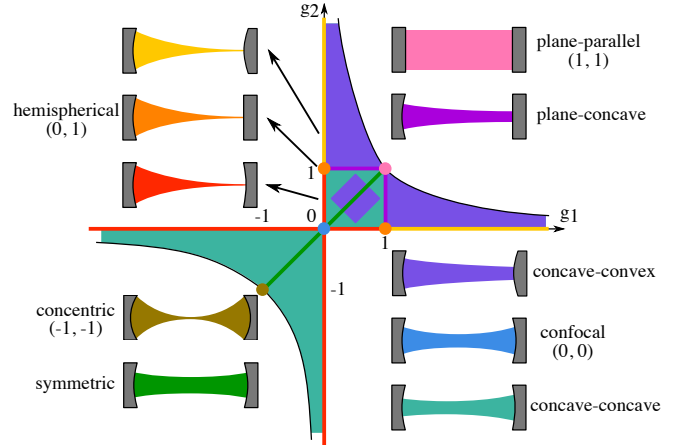 g2
plane-parallel
(1, 1)
hemispherical
(0, 1)
plane-concave
1
-1
0
g1
1
concave-convex
-1
concentric
(-1, -1)
confocal
(0, 0)
symmetric
concave-concave